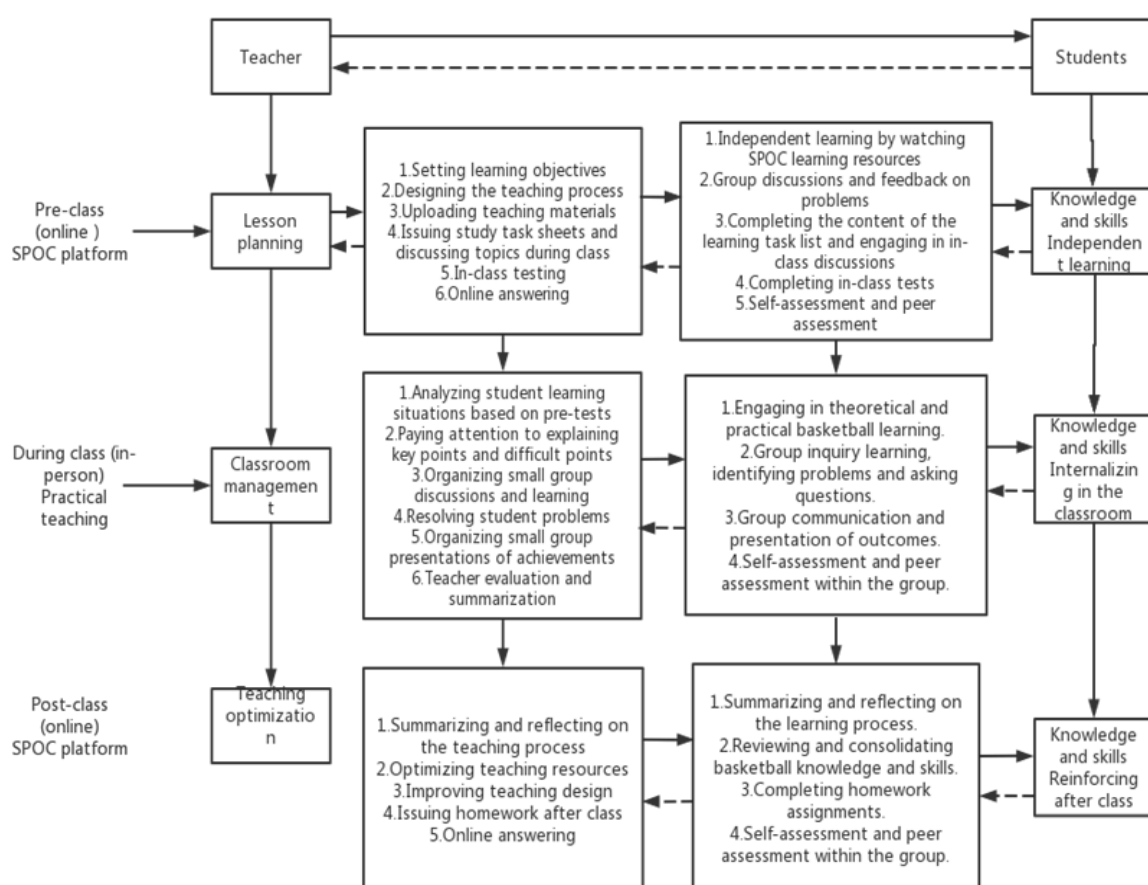 Teacher
Students
Pre-class
(online )
SPOC platform
Lesson
planning
1.Setting learning objectives
2.Designing the teaching process
3.Uploading teaching materials
4.Issuing study task sheets and
discussing topics during class
5.In-class testing
6.Online answering
1.Independent learning by watching
SPOC learning resources
2.Group discussions and feedback on
problems
3.Completing the content of the
learning task list and engaging in in-
class discussions
4.Completing in-class tests
5.Self-assessment and peer
assessment
Knowledge
and skills
Independen
t learning
During class (in-
person)
Practical
teaching
Classroom
managemen
t
1.Analyzing student learning
situations based on pre-tests
2.Paying attention to explaining
key points and difficult points
3.Organizing small group
discussions and learning
4.Resolving student problems
5.Organizing small group
presentations of achievements
6.Teacher evaluation and
summarization
1.Engaging in theoretical and
practical basketball learning.
2.Group inquiry learning,
identifying problems and asking
questions.
3.Group communication and
presentation of outcomes.
4.Self-assessment and peer
assessment within the group.
Knowledge
and skills
Internalizin
g in the
classroom
Post-class
(online)
SPOC platform
Teaching
optimizatio
n
1.Summarizing and reflecting on
the teaching process
2.Optimizing teaching resources
3.Improving teaching design
4.Issuing homework after class
5.Online answering
1.Summarizing and reflecting on
the learning process.
2.Reviewing and consolidating
basketball knowledge and skills.
3.Completing homework
assignments.
4.Self-assessment and peer
assessment within the group.
Knowledge
and skills
Reinforcing
after class